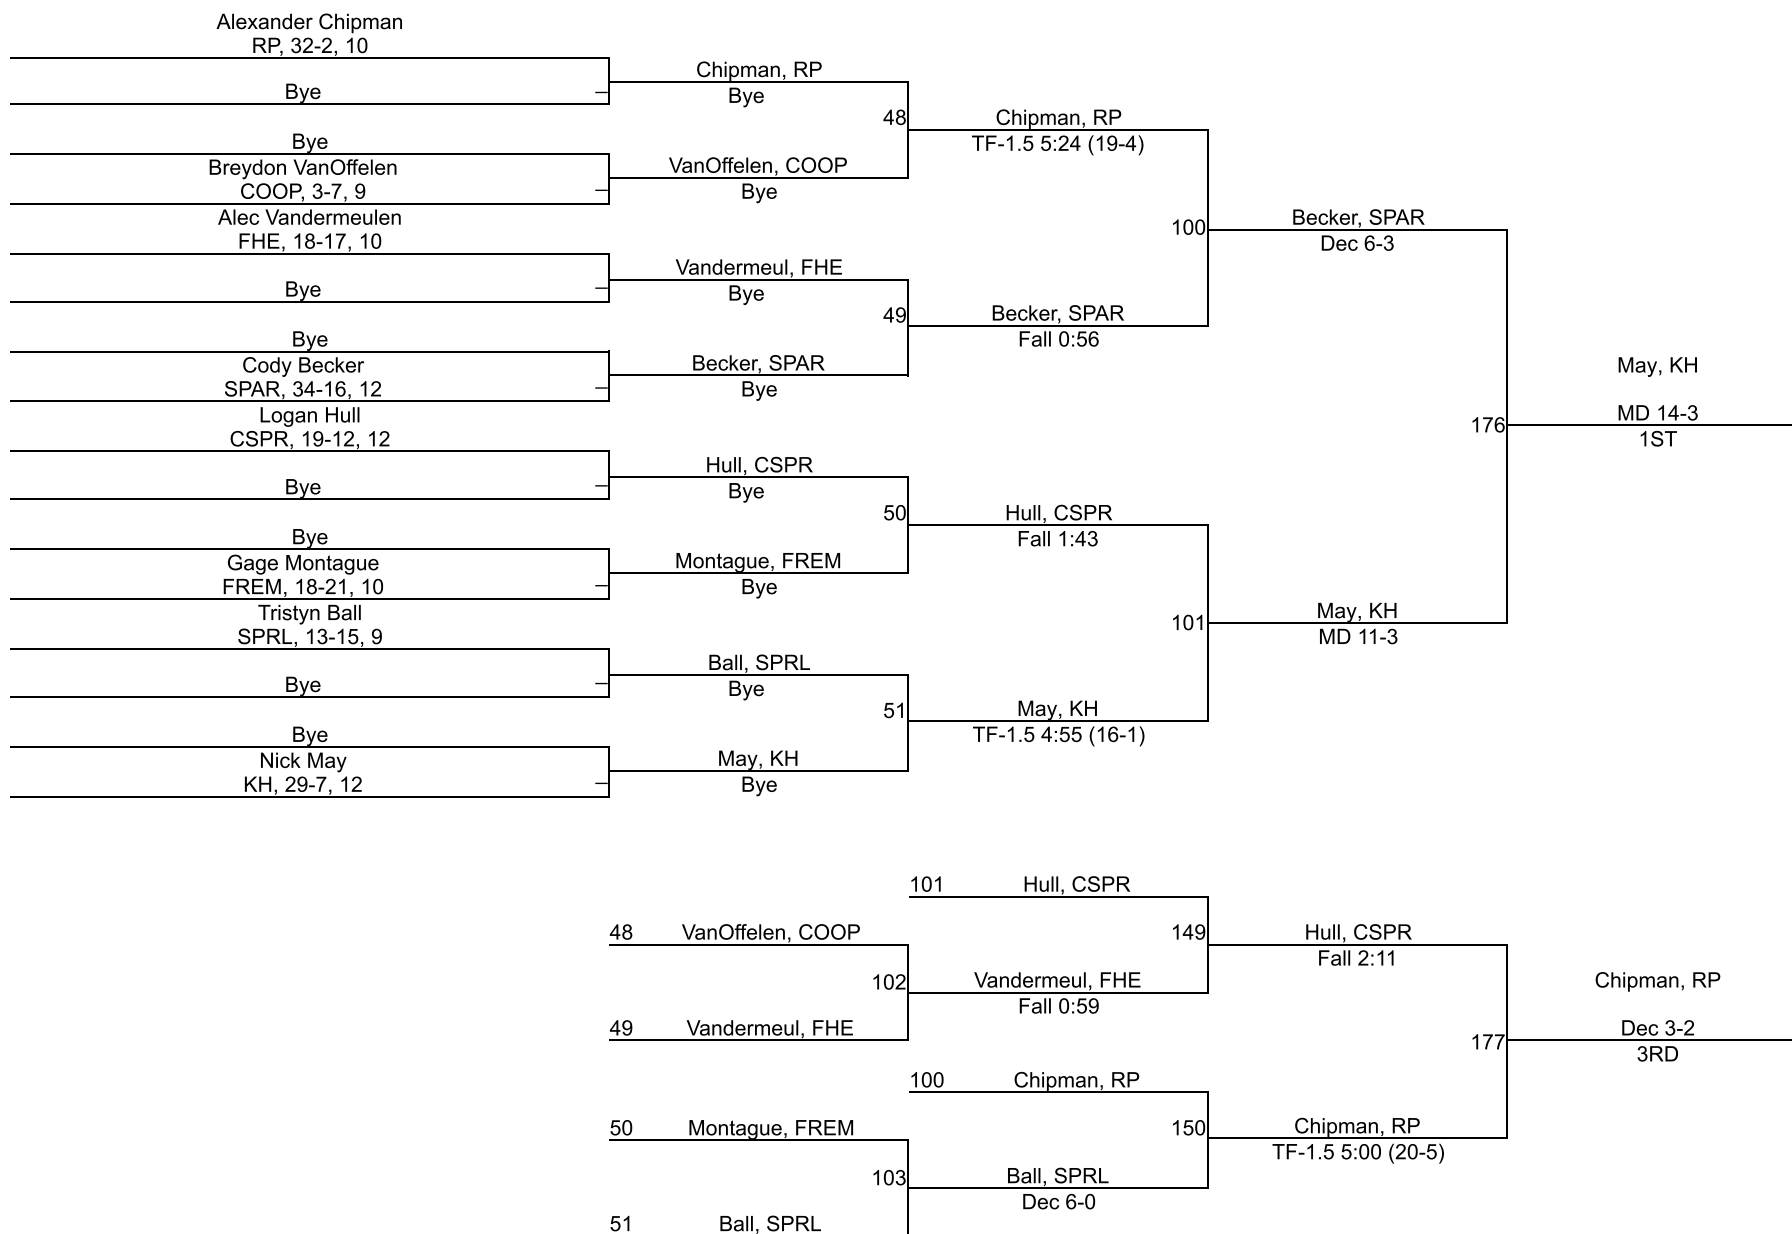 Alexander Chipman
RP, 32-2, 10
Bye
Bye
Breydon VanOffelen
COOP, 3-7, 9
Alec Vandermeulen
FHE, 18-17, 10
Bye
Bye
Cody Becker
SPAR, 34-16, 12
Logan Hull
CSPR, 19-12, 12
Bye
Bye
Gage Montague
FREM, 18-21, 10
Tristyn Ball
SPRL, 13-15, 9
Bye
Bye
Nick May
KH, 29-7, 12
Chipman, RP
Bye
48
VanOffelen, COOP
Bye
Vandermeul, FHE
Bye
49
Becker, SPAR
Bye
Hull, CSPR
Bye
50
Montague, FREM
Bye
Ball, SPRL
Bye
51
May, KH
Bye
Chipman, RP
TF-1.5 5:24 (19-4)
100
Becker, SPAR
Fall 0:56
Hull, CSPR
Fall 1:43
101
May, KH
TF-1.5 4:55 (16-1)
Becker, SPAR
Dec 6-3
176
May, KH
MD 11-3
May, KH
MD 14-3
1ST
101 Hull, CSPR
48 VanOffelen, COOP
149
102
Vandermeul, FHE
Fall 0:59
49 Vandermeul, FHE
100 Chipman, RP
50 Montague, FREM
150
103
Ball, SPRL
Dec 6-0
51 Ball, SPRL
Hull, CSPR
Fall 2:11
177
Chipman, RP
TF-1.5 5:00 (20-5)
Chipman, RP
Dec 3-2
3RD